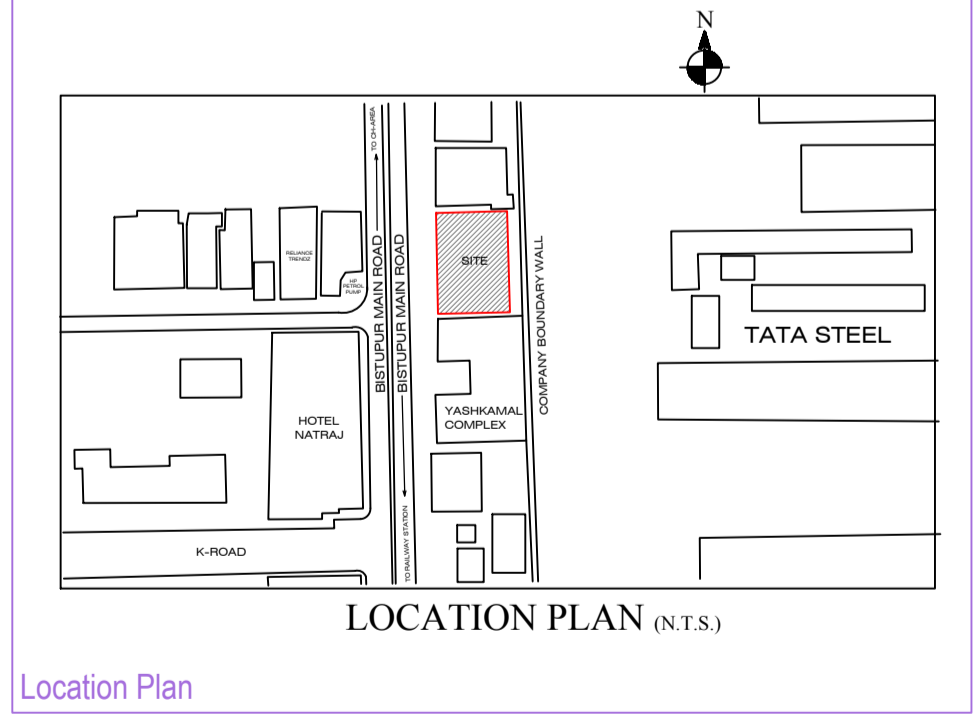 N
TO CH-AREA
BISTUPUR MAIN ROAD
BISTUPUR MAIN ROAD
TO RAILWAY STATION
RELIANCE
TRENDZ
HP
PETROL
PUMP
SITE
COMPANY BOUNDARY WALL
TATA STEEL
HOTEL
NATRAJ
YASHKAMAL
COMPLEX
K-ROAD
LOCATION PLAN (N.T.S.)
Location Plan